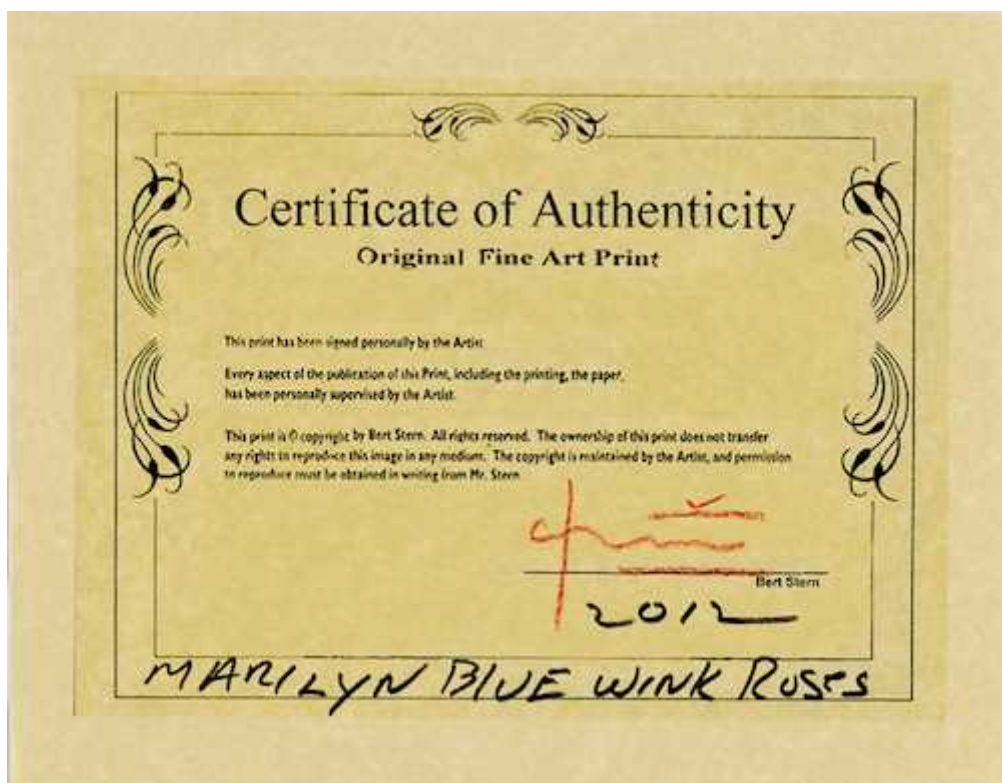 Certificate of Authenticity
Original Fine Art Print
This print has been signed personally by the Artist
Every aspect of the publication of this Print, including the printing, the paper,
has been personally supervised by the Artist.
This print is © copyright by Bert Stern. All rights reserved. The ownership of this print does not transfer
any rights to reproduce this image in any medium. The copyright is maintained by the Artist, and permission
to reproduce must be obtained in writing from Mr. Stern
Bert Stern
2012
MARILYN BLUE WINK ROSES